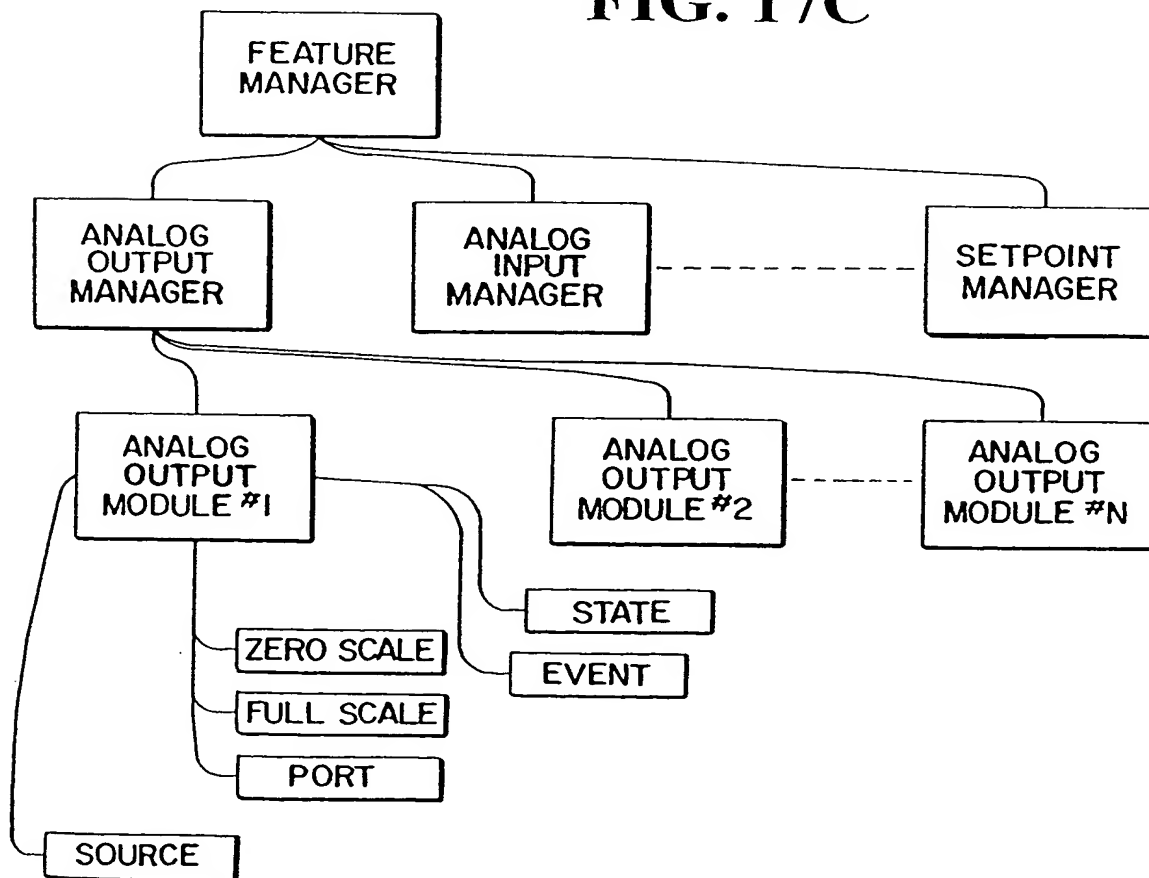 FIG. 17C
FEATURE
MANAGER
ANALOG
OUTPUT
MANAGER
ANALOG
INPUT
MANAGER
SETPOINT
MANAGER
ANALOG
OUTPUT
MODULE #1
ANALOG
OUTPUT
MODULE #2
ANALOG
OUTPUT
MODULE #N
STATE
ZERO SCALE
EVENT
FULL SCALE
PORT
SOURCE